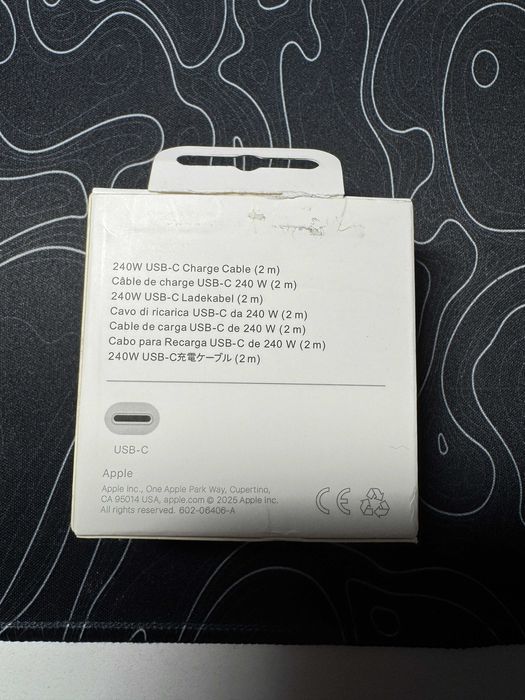 240W USB-C Charge Cable (2 m)
Câble de charge USB-C 240 W (2 m)
240W USB-C Ladekabel (2 m)
Cavo di ricarica USB-C da 240 W (2 m)
Cable de carga USB-C de 240 W (2 m)
Cabo para Recarga USB-C de 240 W (2 m)
240W USB-C充電ケーブル (2 m)
USB-C
Apple
Apple Inc., One Apple Park Way, Cupertino,
CA 95014 USA, apple.com © 2025 Apple Inc.
All rights reserved. 602-06406-A
CE